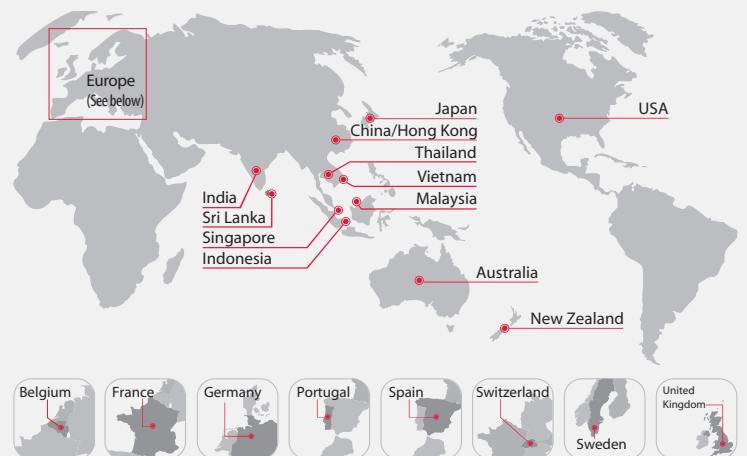 Europe
(See below)
Japan
USA
China/Hong Kong
Thailand
Vietnam
India
Malaysia
Sri Lanka
Singapore
Indonesia
Australia
New Zealand
Belgium
France
Germany
Portugal
Spain
Switzerland
Sweden
United
Kingdom